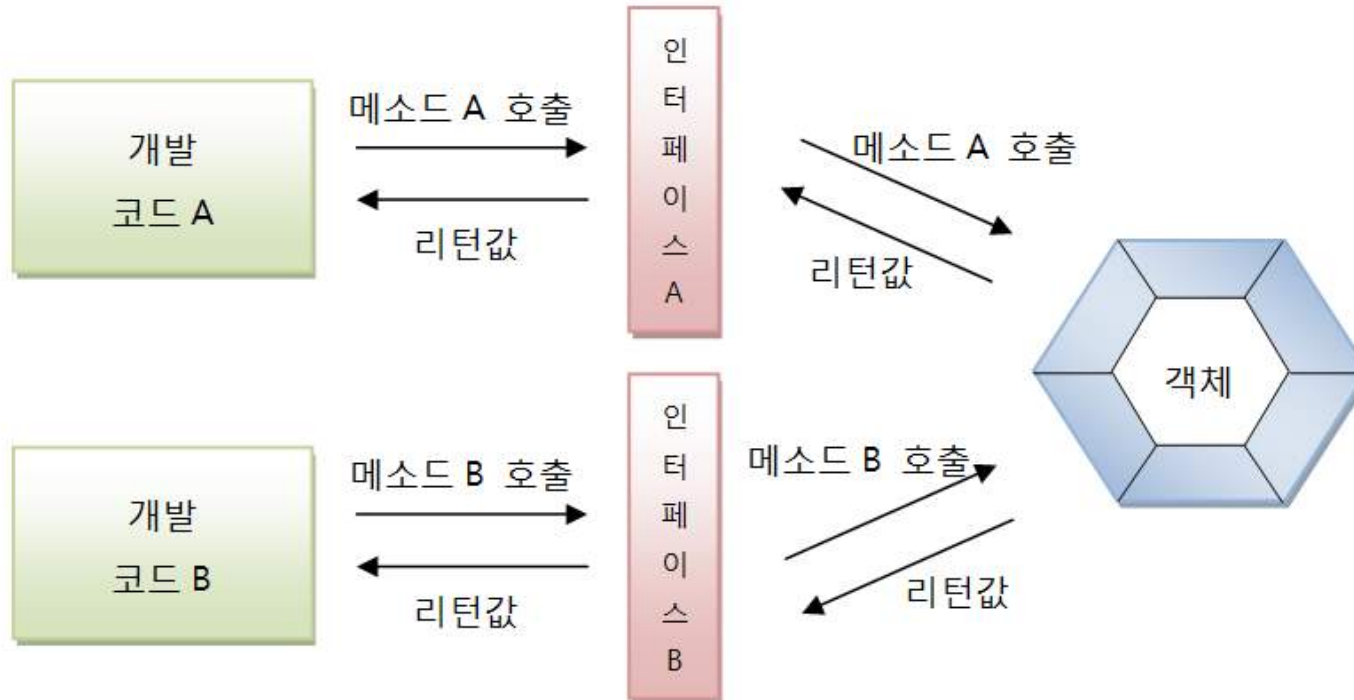 개발
코드 A
메소드 A 호출
리턴값
인
터
페
이
스
A
메소드 A 호출
리턴값
객체
개발
코드 B
메소드 B 호출
리턴값
인
터
페
이
스
B
메소드 B 호출
리턴값